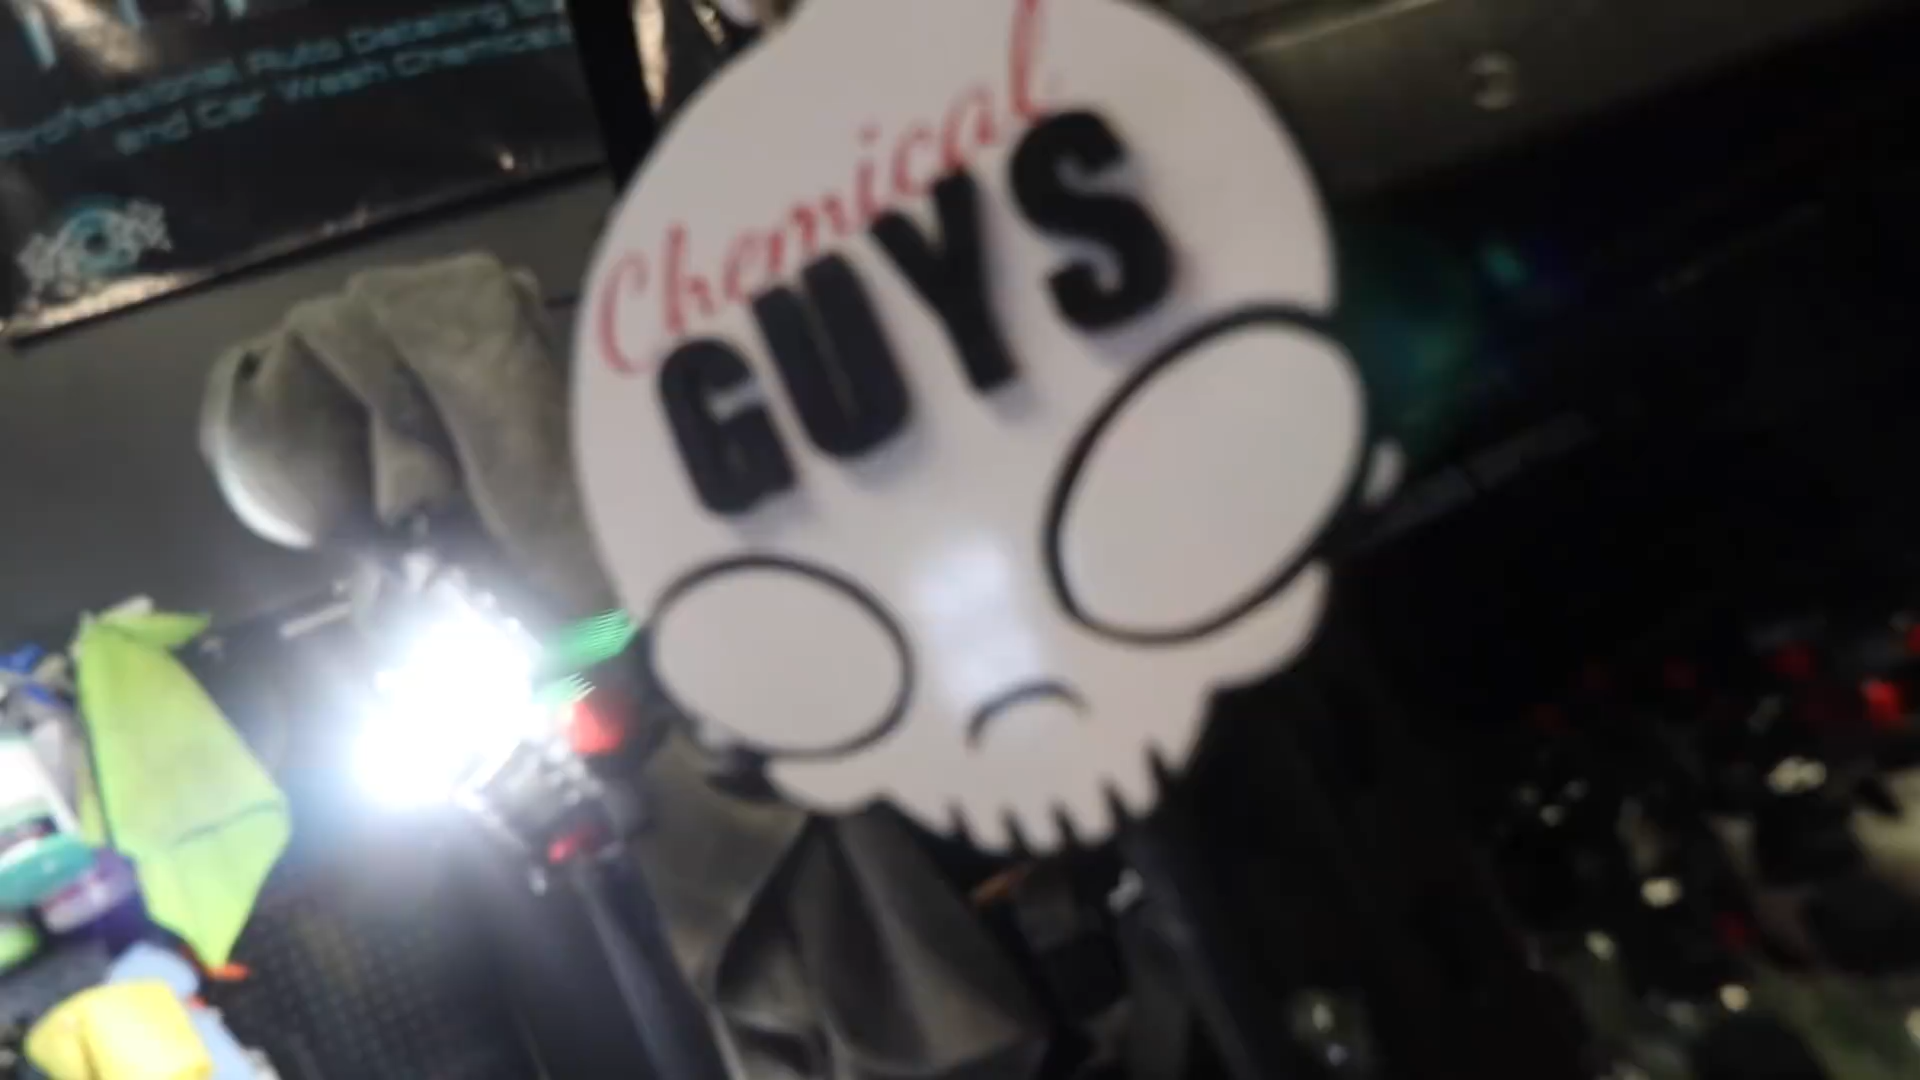 Professional Auto Detailing
and Car Wash Chemicals
Chemical
GUYS